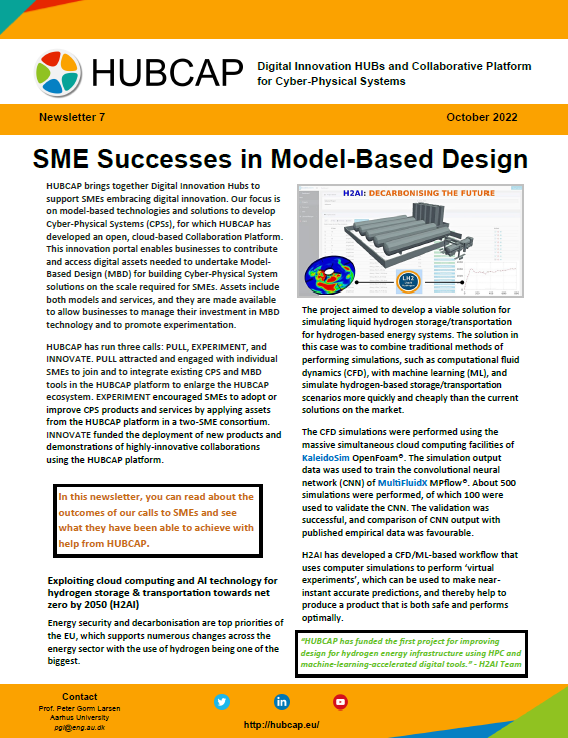 HUBCAP
Digital Innovation HUBs and Collaborative Platform
for Cyber-Physical Systems
Newsletter 7
October 2022
SME Successes in Model-Based Design
HUBCAP brings together Digital Innovation Hubs to
support SMEs embracing digital innovation. Our focus is
on model-based technologies and solutions to develop
Cyber-Physical Systems (CPSs), for which HUBCAP has
developed an open, cloud-based Collaboration Platform.
This innovation portal enables businesses to contribute
and access digital assets needed to undertake Model-
Based Design (MBD) for building Cyber-Physical System
solutions on the scale required for SMEs. Assets include
both models and services, and they are made available
to allow businesses to manage their investment in MBD
technology and to promote experimentation.
HUBCAP has run three calls: PULL, EXPERIMENT, and
INNOVATE. PULL attracted and engaged with individual
SMEs to join and to integrate existing CPS and MBD
tools in the HUBCAP platform to enlarge the HUBCAP
ecosystem. EXPERIMENT encouraged SMEs to adopt or
improve CPS products and services by applying assets
from the HUBCAP platform in a two-SME consortium.
INNOVATE funded the deployment of new products and
demonstrations of highly-innovative collaborations
using the HUBCAP platform.
In this newsletter, you can read about the
outcomes of our calls to SMEs and see
what they have been able to achieve with
help from HUBCAP.
Exploiting cloud computing and AI technology for
hydrogen storage & transportation towards net
zero by 2050 (H2AI)
Energy security and decarbonisation are top priorities of
the EU, which supports numerous changes across the
energy sector with the use of hydrogen being one of the
biggest.
H2AI: DECARBONISING THE FUTURE
LH2
The project aimed to develop a viable solution for
simulating liquid hydrogen storage/transportation
for hydrogen-based energy systems. The solution in
this case was to combine traditional methods of
performing simulations, such as computational fluid
dynamics (CFD), with machine learning (ML), and
simulate hydrogen-based storage/transportation
scenarios more quickly and cheaply than the current
solutions on the market.
The CFD simulations were performed using the
massive simultaneous cloud computing facilities of
KaleidoSim OpenFoam®. The simulation output
data was used to train the convolutional neural
network (CNN) of MultiFluidX MPflow®. About 500
simulations were performed, of which 100 were
used to validate the CNN. The validation was
successful, and comparison of CNN output with
published empirical data was favourable.
H2AI has developed a CFD/ML-based workflow that
uses computer simulations to perform ‘virtual
experiments’, which can be used to make near-
instant accurate predictions, and thereby help to
produce a product that is both safe and performs
optimally.
“HUBCAP has funded the first project for improving
design for hydrogen energy infrastructure using HPC and
machine-learning-accelerated digital tools.” - H2AI Team
Contact
Prof. Peter Gorm Larsen
Aarhus University
pgl@eng.au.dk
http://hubcap.eu/